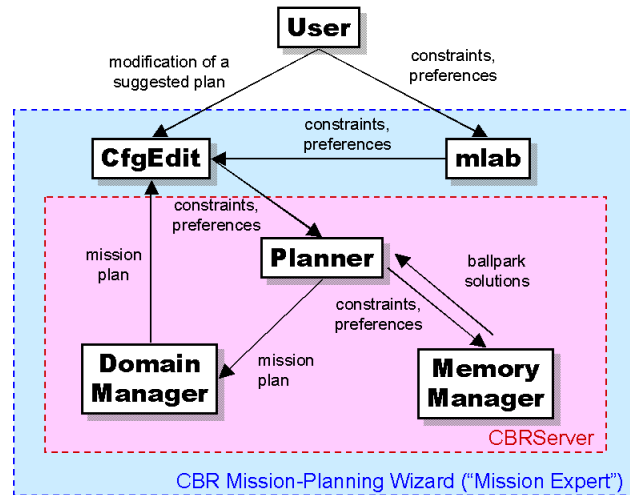 User
modification of a
suggested plan
constraints,
preferences
constraints,
preferences
CfgEdit
mlab
constraints,
preferences
mission
plan
Planner
ballpark
solutions
constraints,
preferences
mission
plan
Domain
Manager
Memory
Manager
CBRServer
CBR Mission-Planning Wizard (“Mission Expert”)